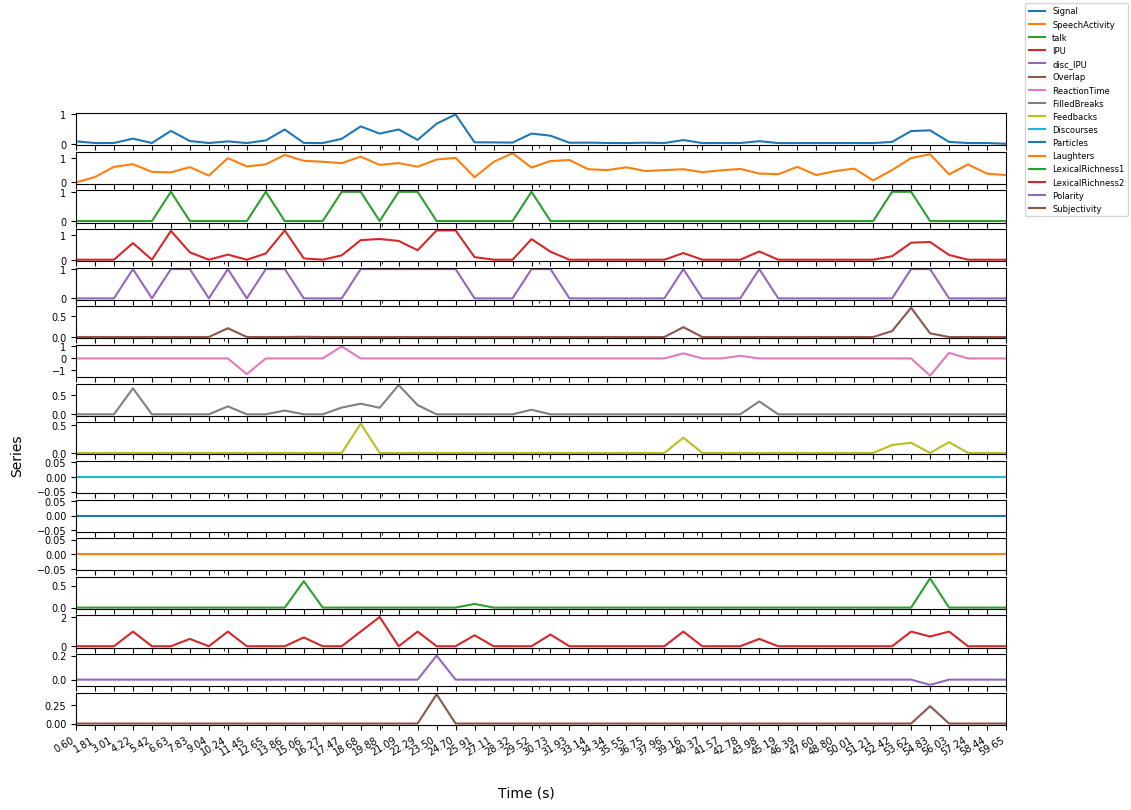 Signal
SpeechActivity
talk
IPU
disc_IPU
Overlap
ReactionTime
FilledBreaks
Feedbacks
Discourses
Particles
Laughters
LexicalRichness1
LexicalRichness2
Polarity
Subjectivity
1
0
1
0
1
0
1
0
1
0
0.5
0.0
1
0
−1
0.5
0.0
0.5
0.0
0.05
0.00
−0.05
0.05
0.00
−0.05
0.05
0.00
−0.05
0.5
0.0
2
0
0.2
0.0
0.25
0.00
Series
0.60 1.81 3.01 4.22 5.42 6.63 7.83 9.04 10.24 11.45 12.65 13.86 15.06 16.27 17.47 18.68 19.88 21.09 22.29 23.50 24.70 25.91 27.11 28.32 29.52 30.73 31.93 33.14 34.34 35.55 36.75 37.96 39.16 40.37 41.57 42.78 43.98 45.19 46.39 47.60 48.80 50.01 51.21 52.42 53.62 54.83 56.03 57.24 58.44 59.65
Time (s)